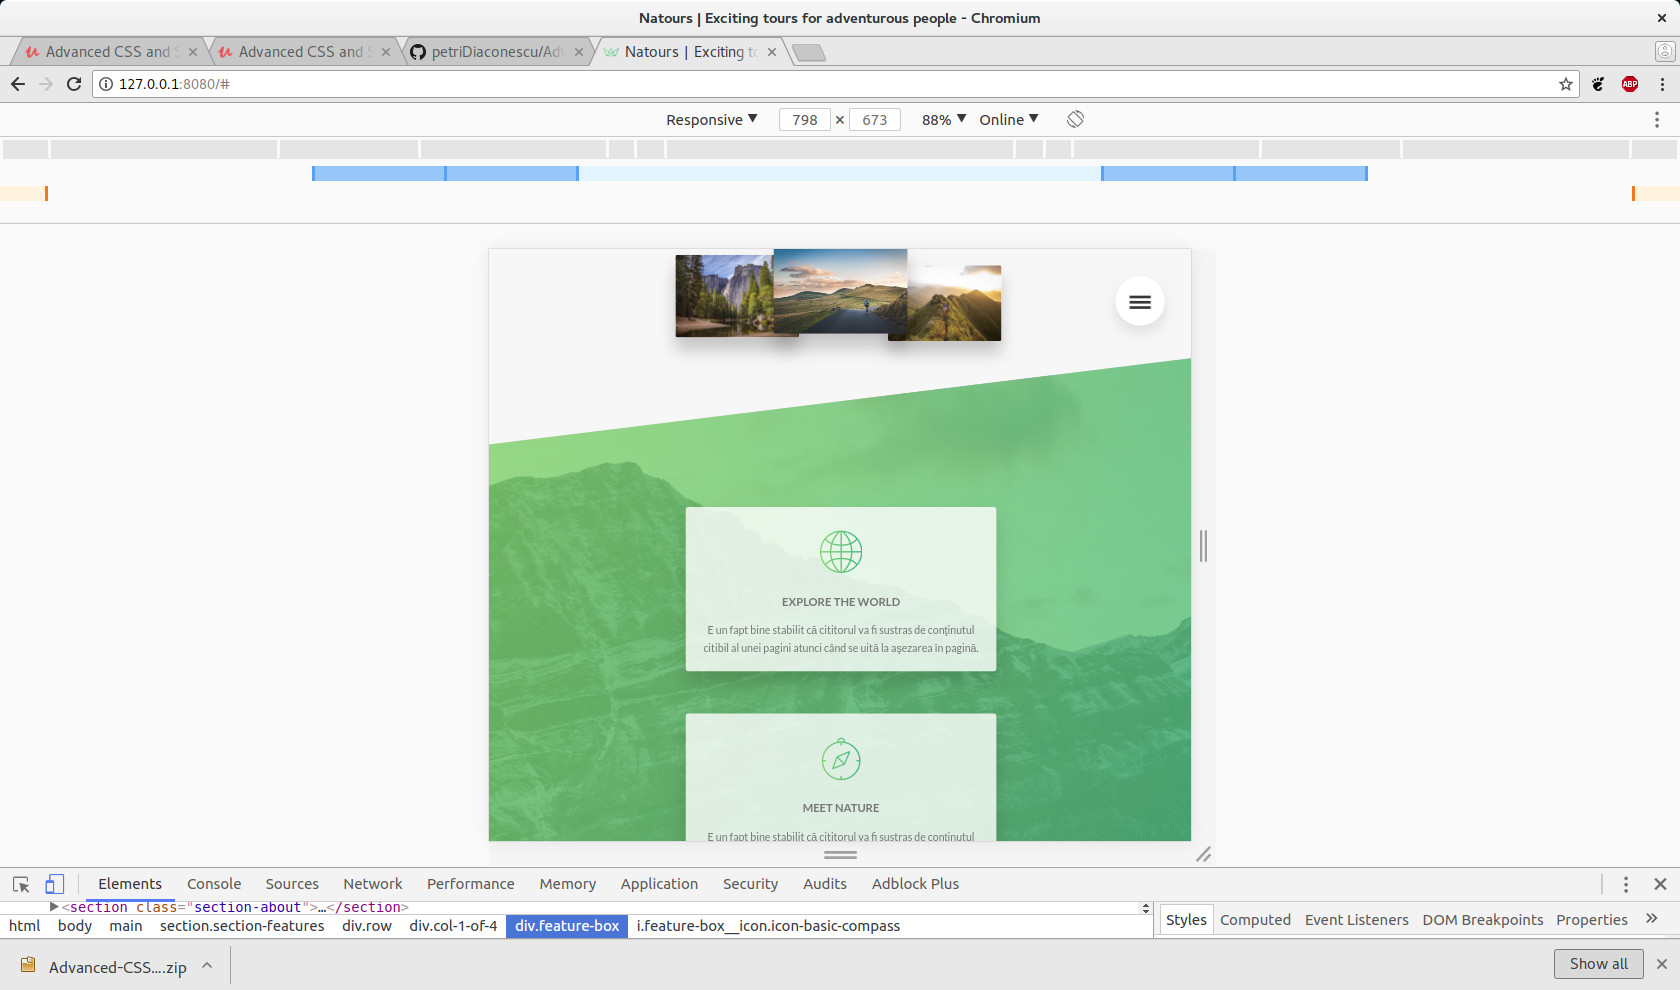 Natours | Exciting tours for adventurous people - Chromium
Advanced CSS and S
Advanced CSS and S
petriDiaconescu/Adv
Natours | Exciting to
127.0.0.1:8080/#
ABP
Responsive ▼ 798 × 673 88% ▼ Online ▼
EXPLORE THE WORLD
E un fapt bine stabilit că cititorul va fi sustras de conținutul
citibil al unei pagini atunci când se uită la așezarea în pagină.
MEET NATURE
E un fapt bine stabilit că cititorul va fi sustras de conținutul
Elements Console Sources Network Performance Memory Application Security Audits Adblock Plus
▶<section class="section-about">…</section>
html body main section.section-features div.row div.col-1-of-4 div.feature-box i.feature-box__icon.icon-basic-compass
Styles Computed Event Listeners DOM Breakpoints Properties »
Advanced-CSS....zip
Show all